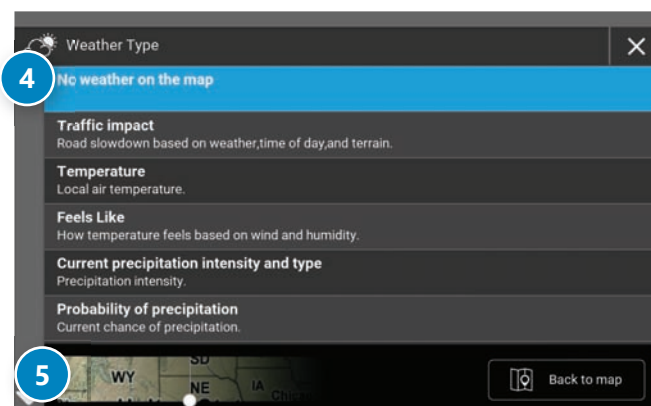 Weather Type
4
No weather on the map
Traffic impact
Road slowdown based on weather,time of day,and terrain.
Temperature
Local air temperature.
Feels Like
How temperature feels based on wind and humidity.
Current precipitation intensity and type
Precipitation intensity.
Probability of precipitation
Current chance of precipitation.
5
SD
WY
NE
IA
Back to map